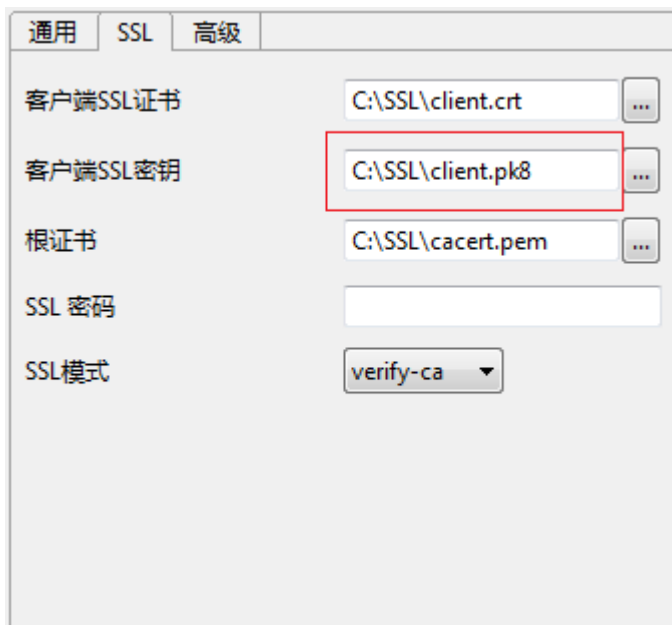 通用 SSL 高级
客户端SSL证书 C:\SSL\client.crt ...
客户端SSL密钥 C:\SSL\client.pk8 ...
根证书 C:\SSL\cacert.pem ...
SSL 密码
SSL模式 verify-ca